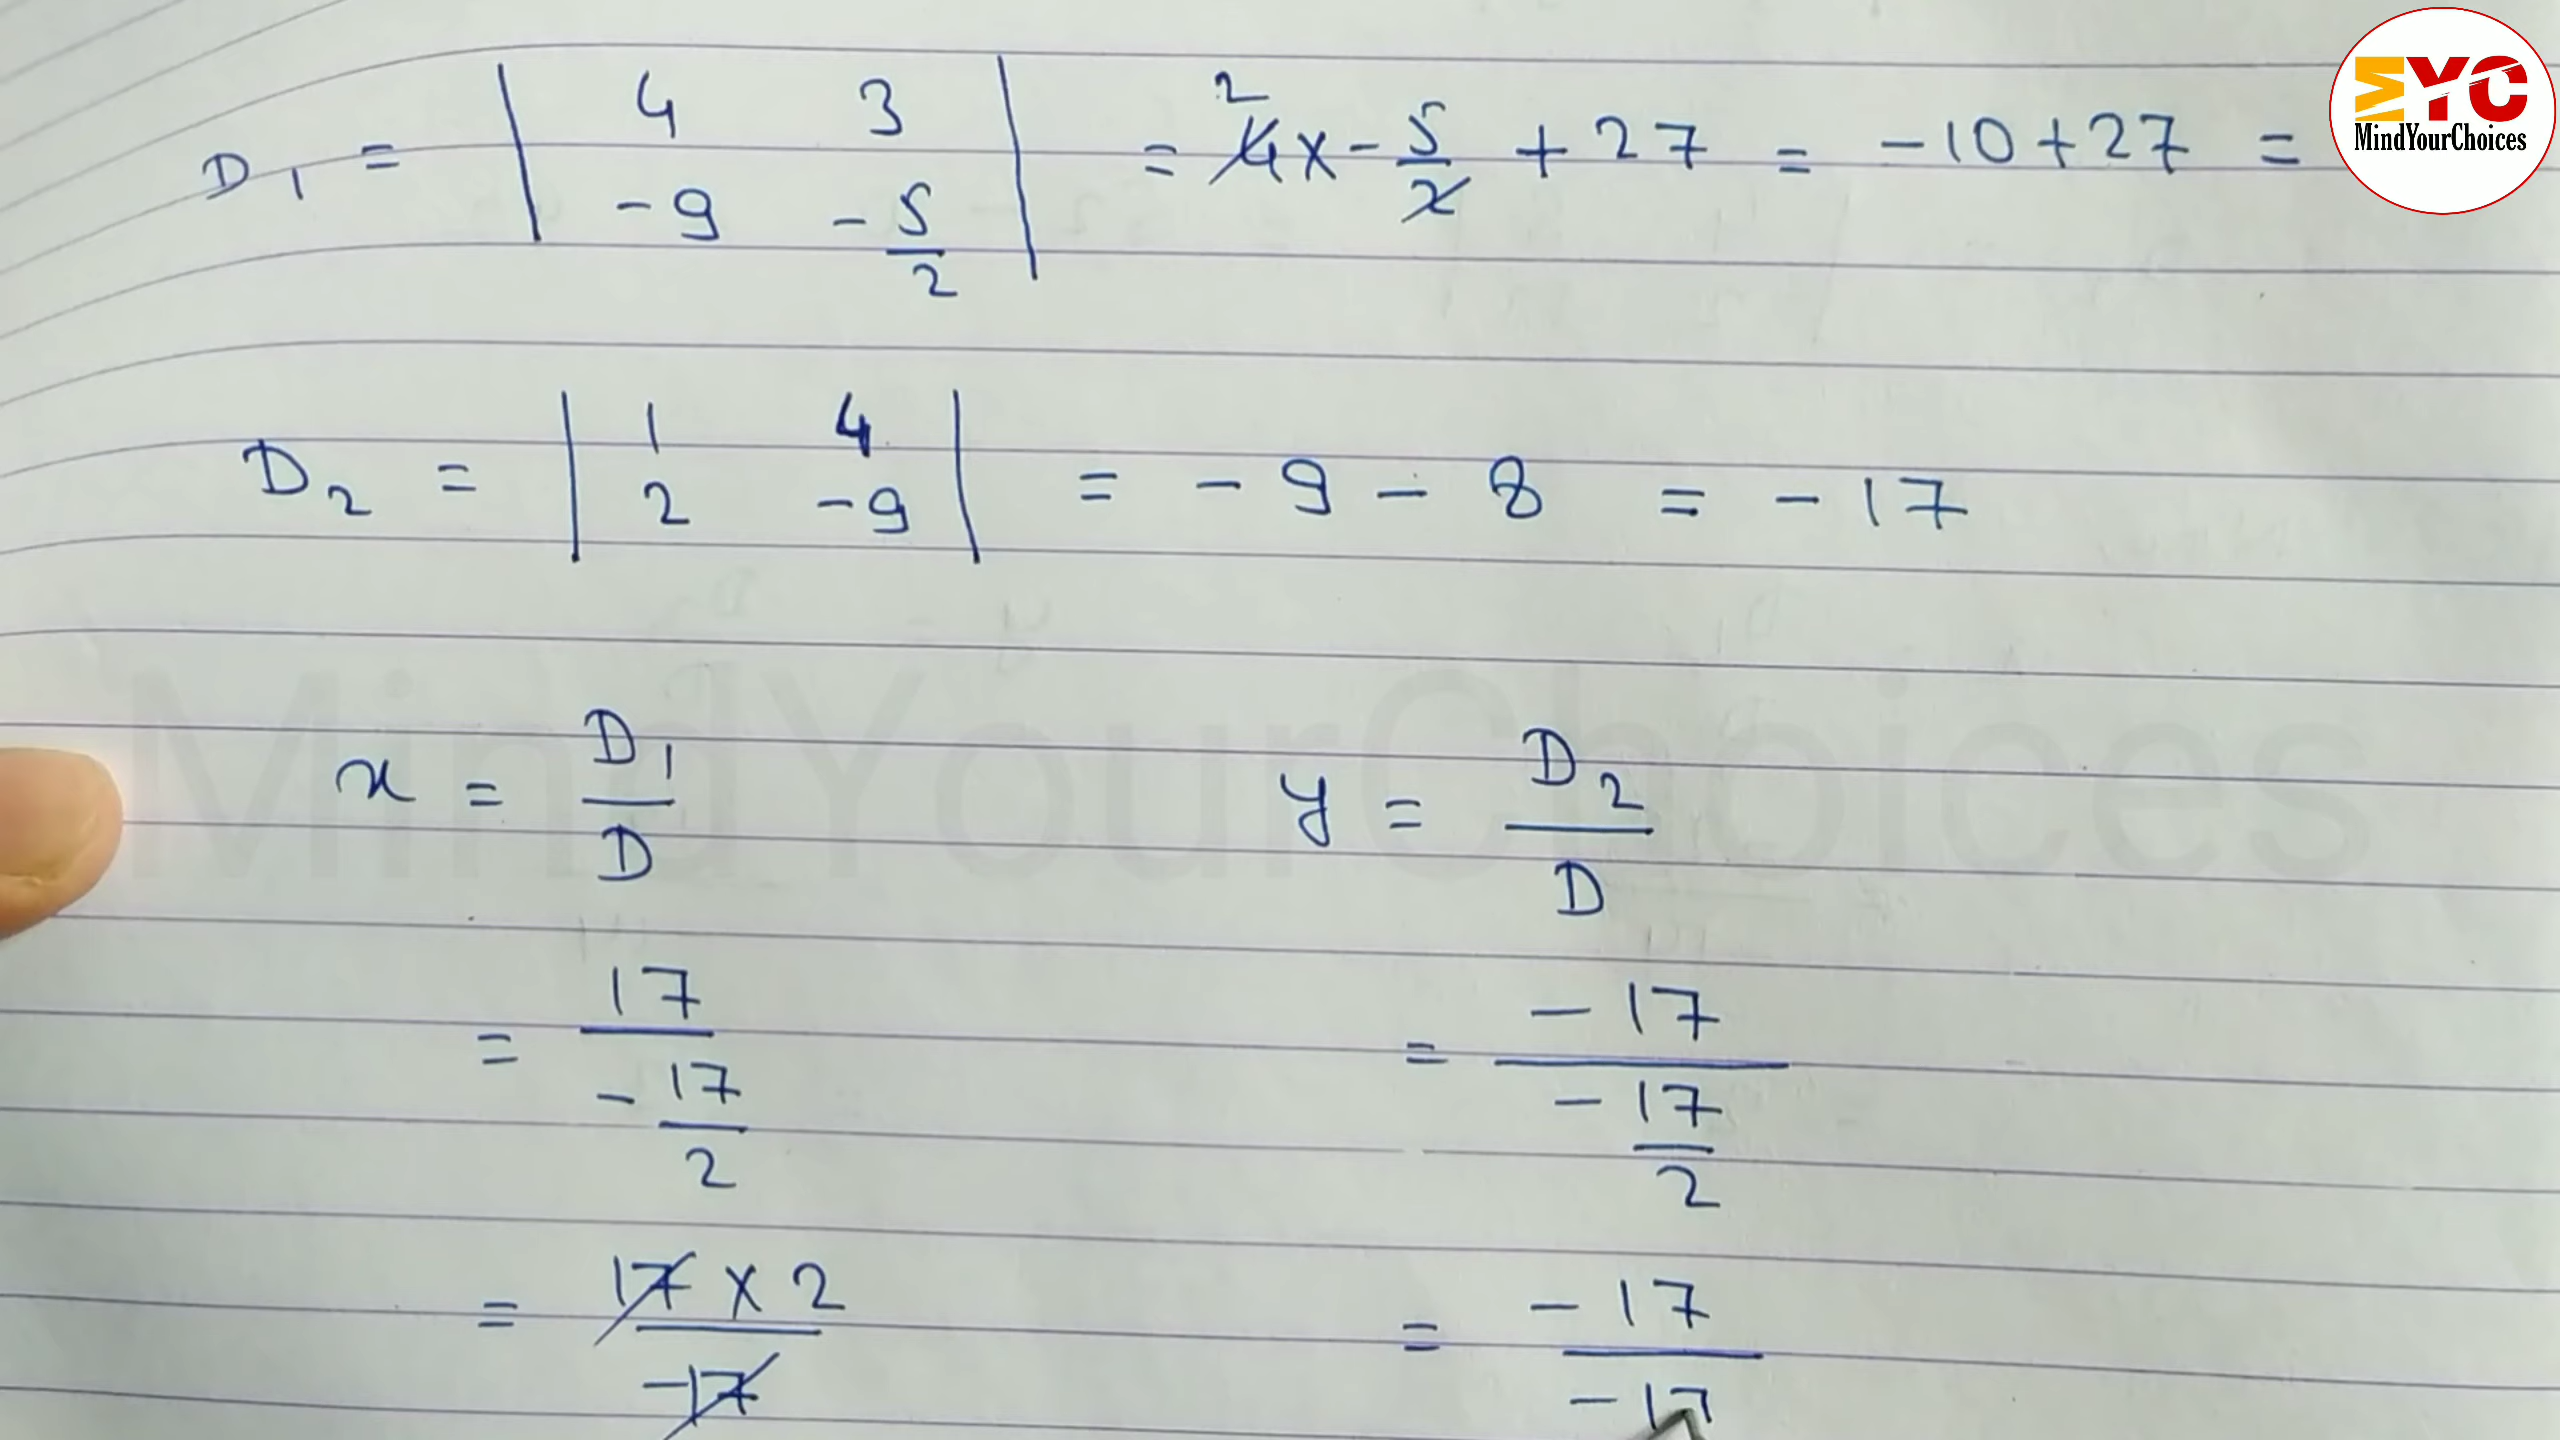 D₁ = | 4 3 | = 4̸² x - 5/2̸ + 27 = -10 + 27 =
| -9 -5/2 |
MYC
MindYourChoices
D₂ = | 1 4 | = -9 - 8 = -17
| 2 -9 |
MindYourChoices
x = D₁/D y = D₂/D
= 17/(-17/2) = -17/(-17/2)
= 17 x 2/-17 = -17/-17